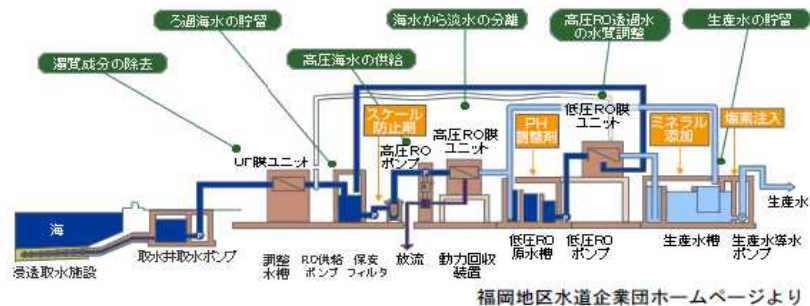 ろ過海水の貯留
海水から淡水の分離
高圧RO透過水
の水質調整
生産水の貯留
濁質成分の除去
高圧海水の供給
スケール
防止剤
低圧RO膜
ユニット
高圧RO
ポンプ
高圧RO膜
ユニット
PH
調整剤
ミネラル
添加
塩素注入
UF膜ユニット
海
生産水
浸透取水施設
取水井取水ポンプ
調整
水槽
RO供給
ポンプ
保安
フィルタ
放流
動力回収
装置
低圧RO
原水槽
低圧RO
ポンプ
生産水槽
生産水等水
ポンプ
福岡地区水道企業団ホームページより